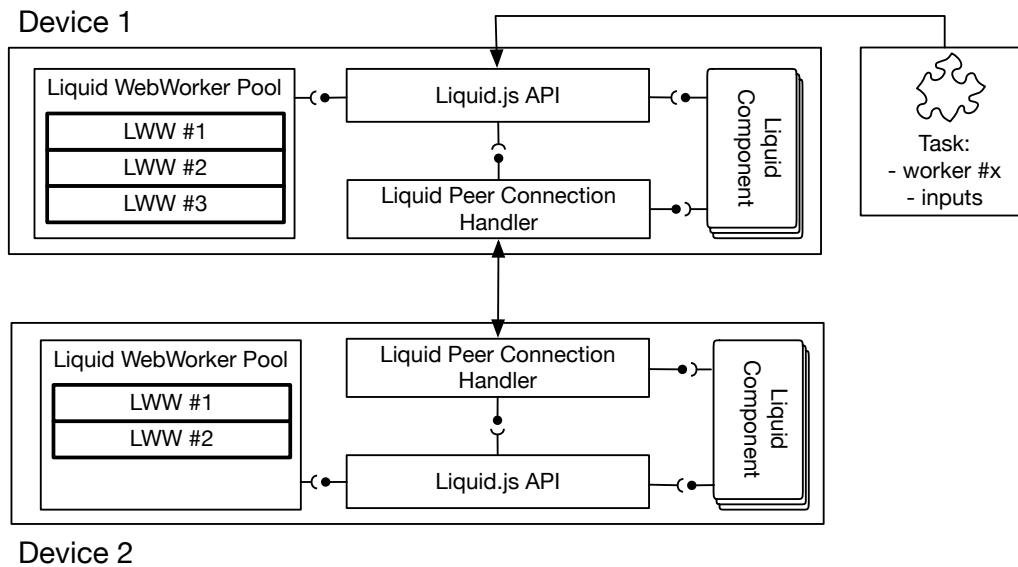 Device 1
Liquid WebWorker Pool
LWW #1
LWW #2
LWW #3
Liquid.js API
Liquid Peer Connection
Handler
Liquid
Component
Task:
- worker #x
- inputs
Liquid WebWorker Pool
LWW #1
LWW #2
Liquid Peer Connection
Handler
Liquid.js API
Liquid
Component
Device 2